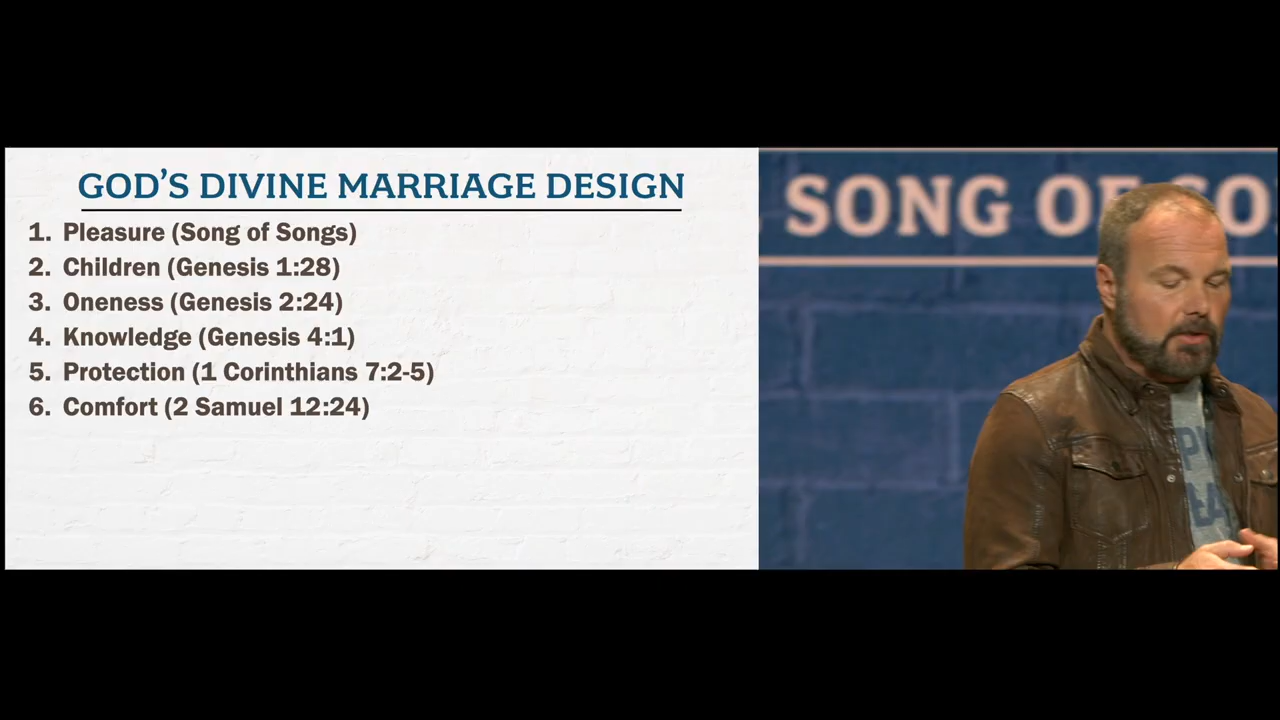 GOD'S DIVINE MARRIAGE DESIGN
1. Pleasure (Song of Songs)
2. Children (Genesis 1:28)
3. Oneness (Genesis 2:24)
4. Knowledge (Genesis 4:1)
5. Protection (1 Corinthians 7:2-5)
6. Comfort (2 Samuel 12:24)
SONG OF SO